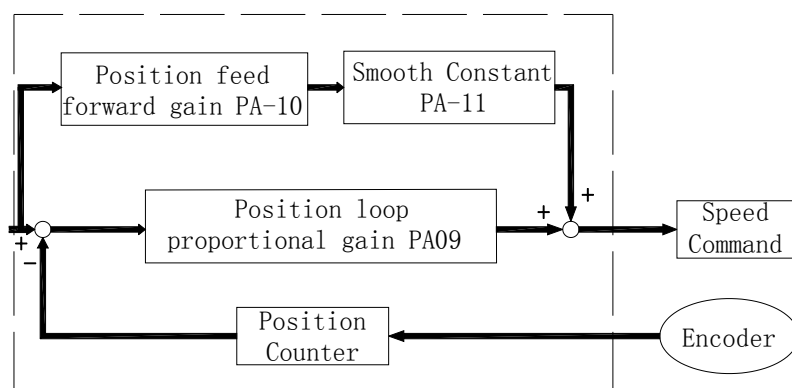 Position feed
forward gain PA-10
Smooth Constant
PA-11
+
Position loop
proportional gain PA09
+
+
−
Speed
Command
Position
Counter
Encoder